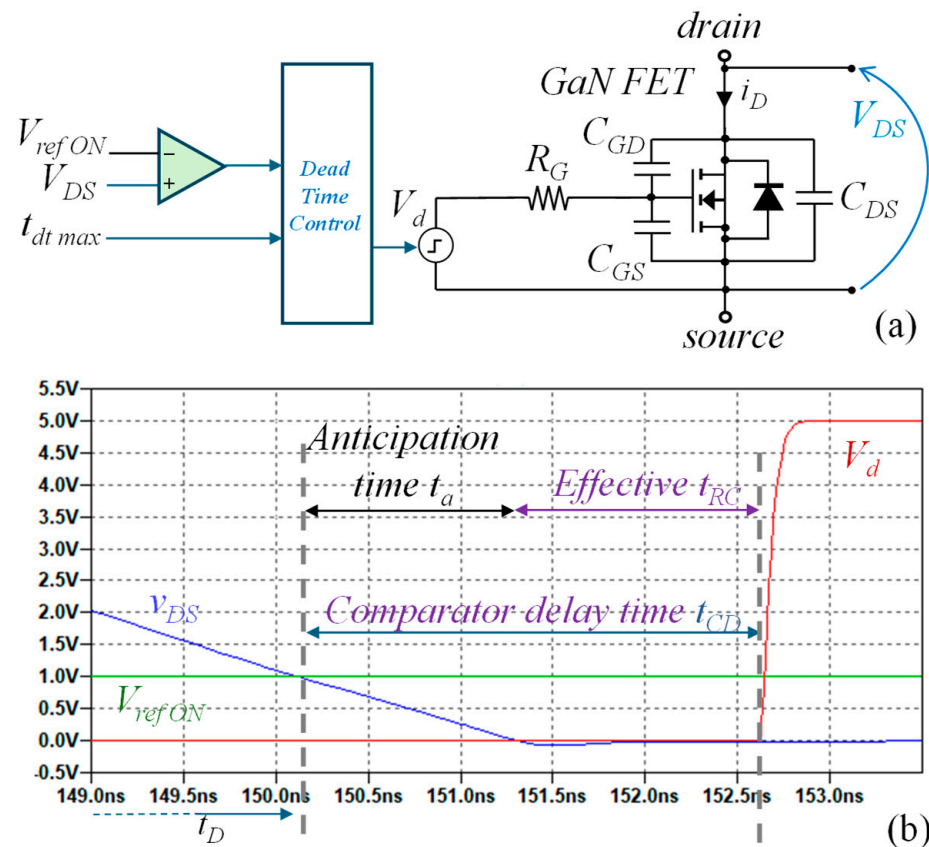 drain
GaN FET
i_D
V_DS
C_GD
V_ref ON
−
V_DS
+
t_dt max
Dead
Time
Control
V_d
R_G
C_GS
C_DS
source
(a)
5.5V
5.0V
4.5V
4.0V
3.5V
3.0V
2.5V
2.0V
1.5V
1.0V
0.5V
0.0V
-0.5V
Anticipation
time t_a
Effective t_RC
V_d
v_DS
Comparator delay time t_CD
V_ref ON
149.0ns 149.5ns 150.0ns 150.5ns 151.0ns 151.5ns 152.0ns 152.5ns 153.0ns
t_D
(b)